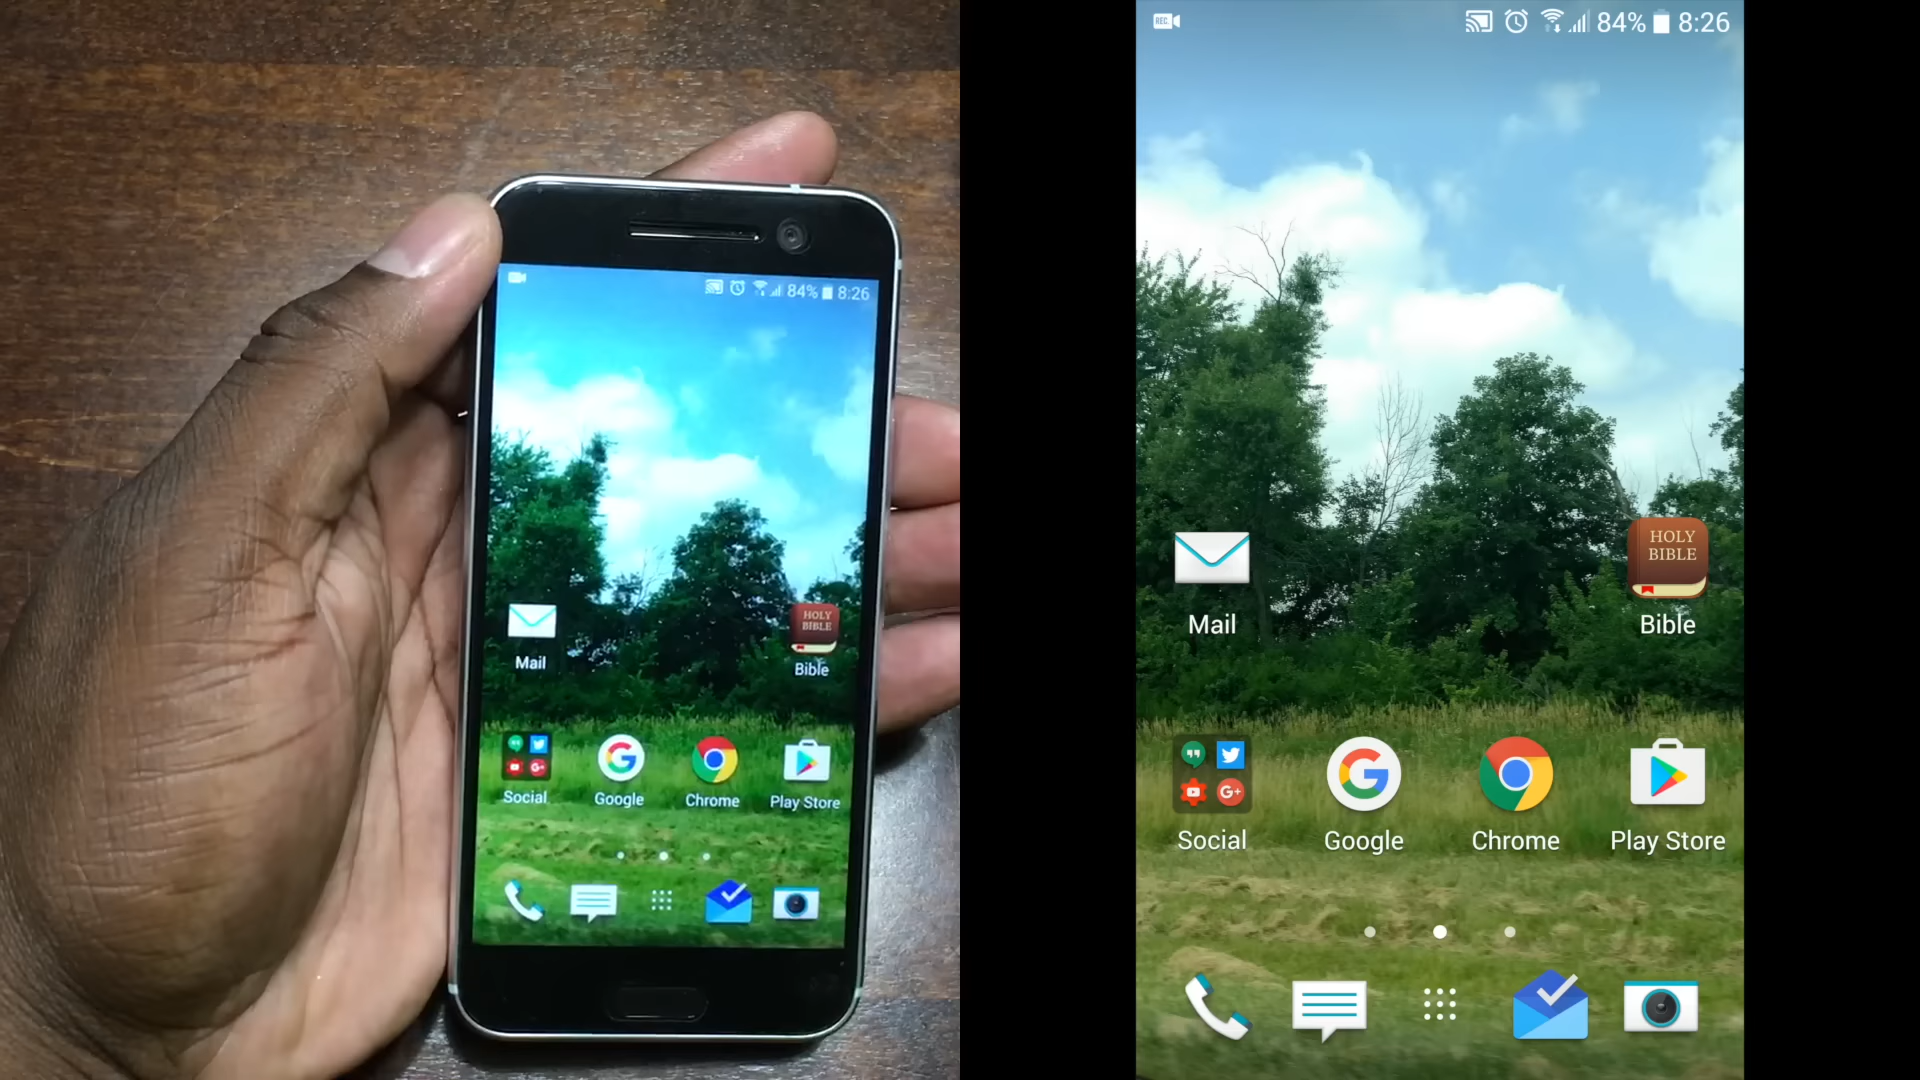 84% 8:26
HOLY
BIBLE
Mail
Bible
Social
Google
Chrome
Play Store
REC
84% 8:26
HOLY
BIBLE
Mail
Bible
G+
Social
Google
Chrome
Play Store